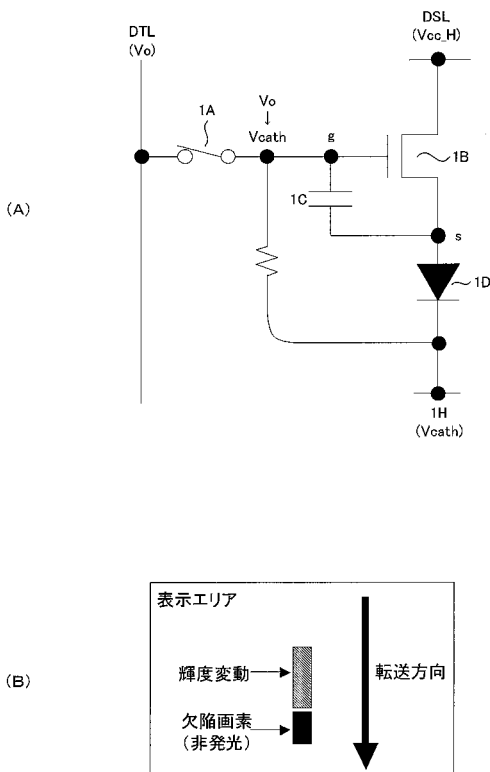 DTL
(Vo)
DSL
(Vcc_H)
1A
Vo
↓
Vcath
g
1B
(A)
1C
s
1D
1H
(Vcath)
表示エリア
輝度変動
転送方向
(B)
欠陥画素
(非発光)